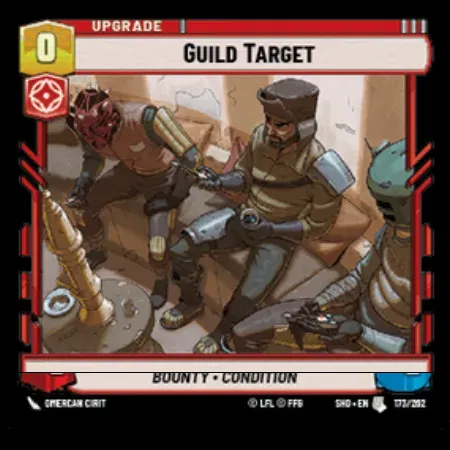 UPGRADE
0
GUILD TARGET
BOUNTY • CONDITION
OMERCAN CIRIT
© LFL © FFG
SHD • EN
173/262